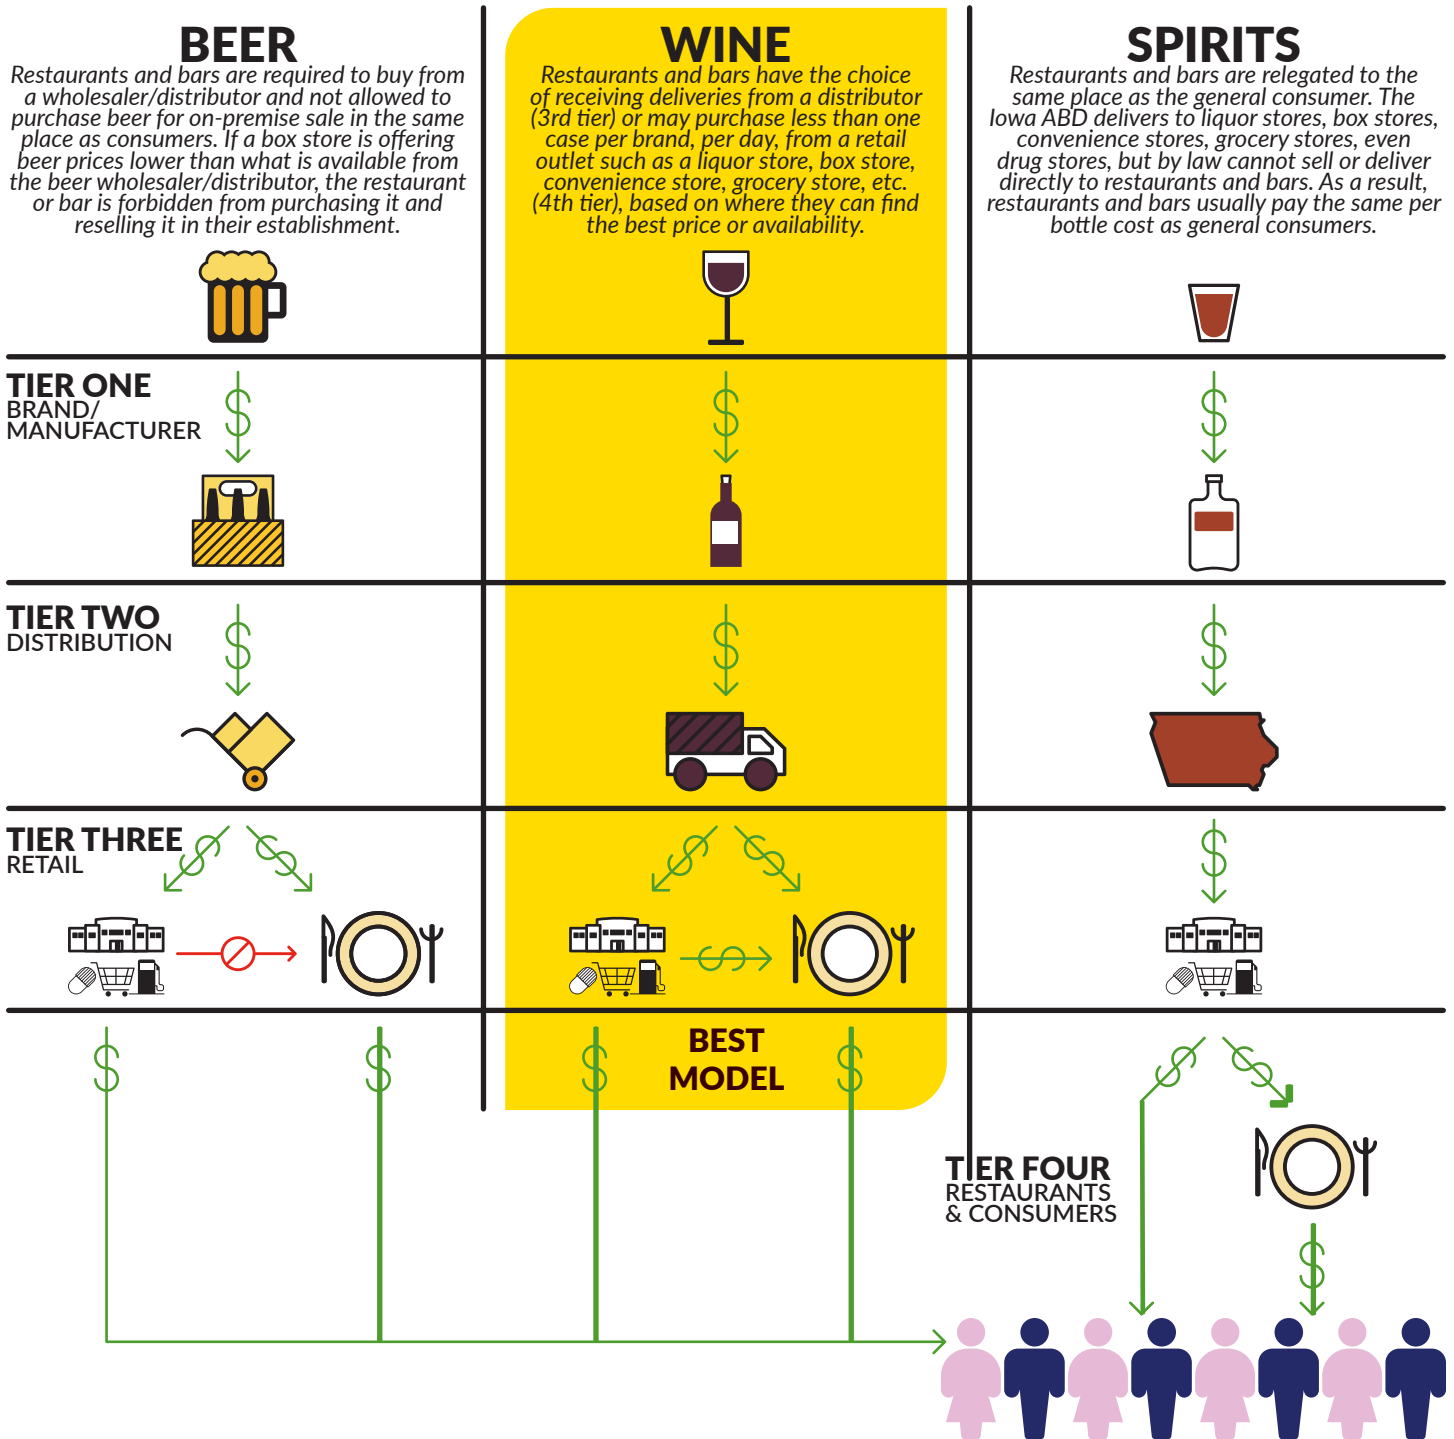 BEER
Restaurants and bars are required to buy from
a wholesaler/distributor and not allowed to
purchase beer for on-premise sale in the same
place as consumers. If a box store is offering
beer prices lower than what is available from
the beer wholesaler/distributor, the restaurant
or bar is forbidden from purchasing it and
reselling it in their establishment.
WINE
Restaurants and bars have the choice
of receiving deliveries from a distributor
(3rd tier) or may purchase less than one
case per brand, per day, from a retail
outlet such as a liquor store, box store,
convenience store, grocery store, etc.
(4th tier), based on where they can find
the best price or availability.
SPIRITS
Restaurants and bars are relegated to the
same place as the general consumer. The
Iowa ABD delivers to liquor stores, box stores,
convenience stores, grocery stores, even
drug stores, but by law cannot sell or deliver
directly to restaurants and bars. As a result,
restaurants and bars usually pay the same per
bottle cost as general consumers.
TIER ONE
BRAND/
MANUFACTURER
$
$
$
TIER TWO
DISTRIBUTION
$
$
$
TIER THREE
RETAIL
$
$
$
$
$
$
$
$
$
$
BEST
MODEL
$
$
TIER FOUR
RESTAURANTS
& CONSUMERS
$